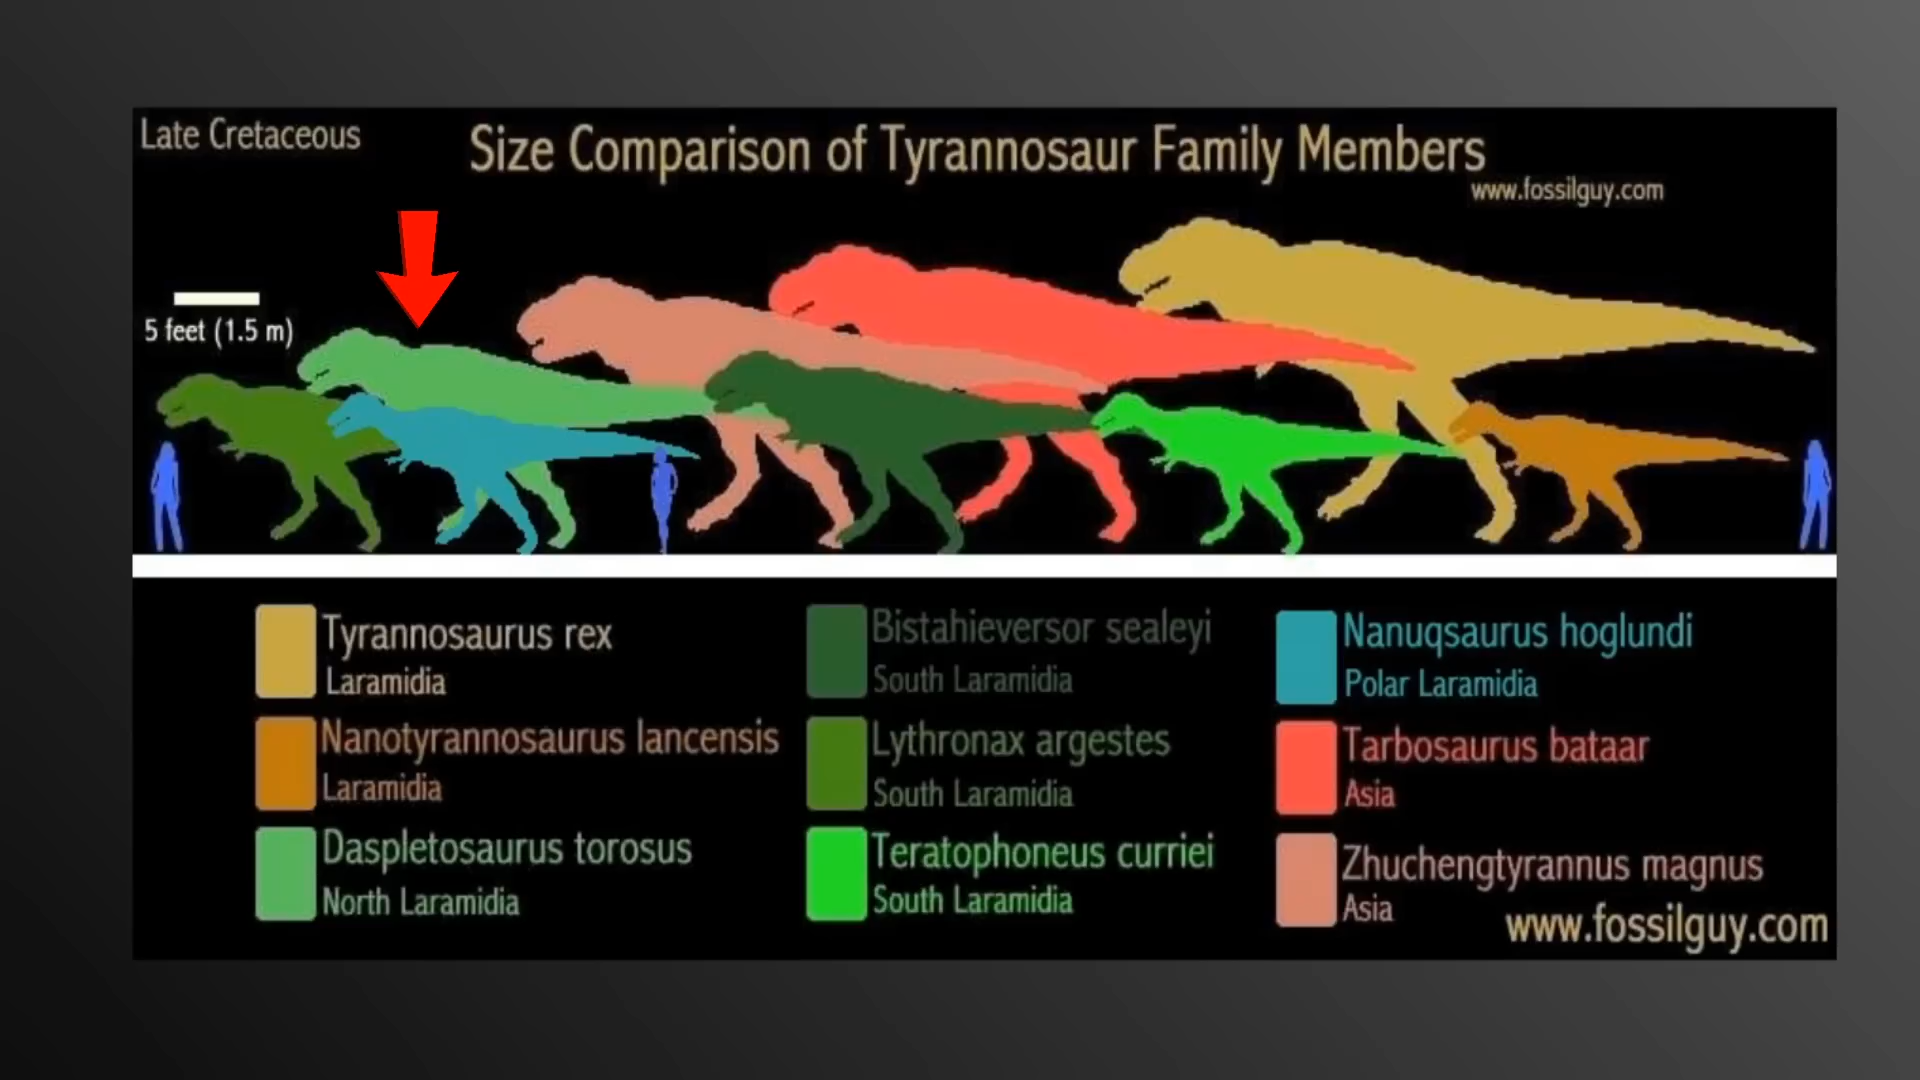 Late Cretaceous
Size Comparison of Tyrannosaur Family Members
www.fossilguy.com
5 feet (1.5 m)
Tyrannosaurus rex
Laramidia
Nanotyrannosaurus lancensis
Laramidia
Daspletosaurus torosus
North Laramidia
Bistahieversor sealeyi
South Laramidia
Lythronax argestes
South Laramidia
Teratophoneus curriei
South Laramidia
Nanuqsaurus hoglundi
Polar Laramidia
Tarbosaurus bataar
Asia
Zhuchengtyrannus magnus
Asia
www.fossilguy.com